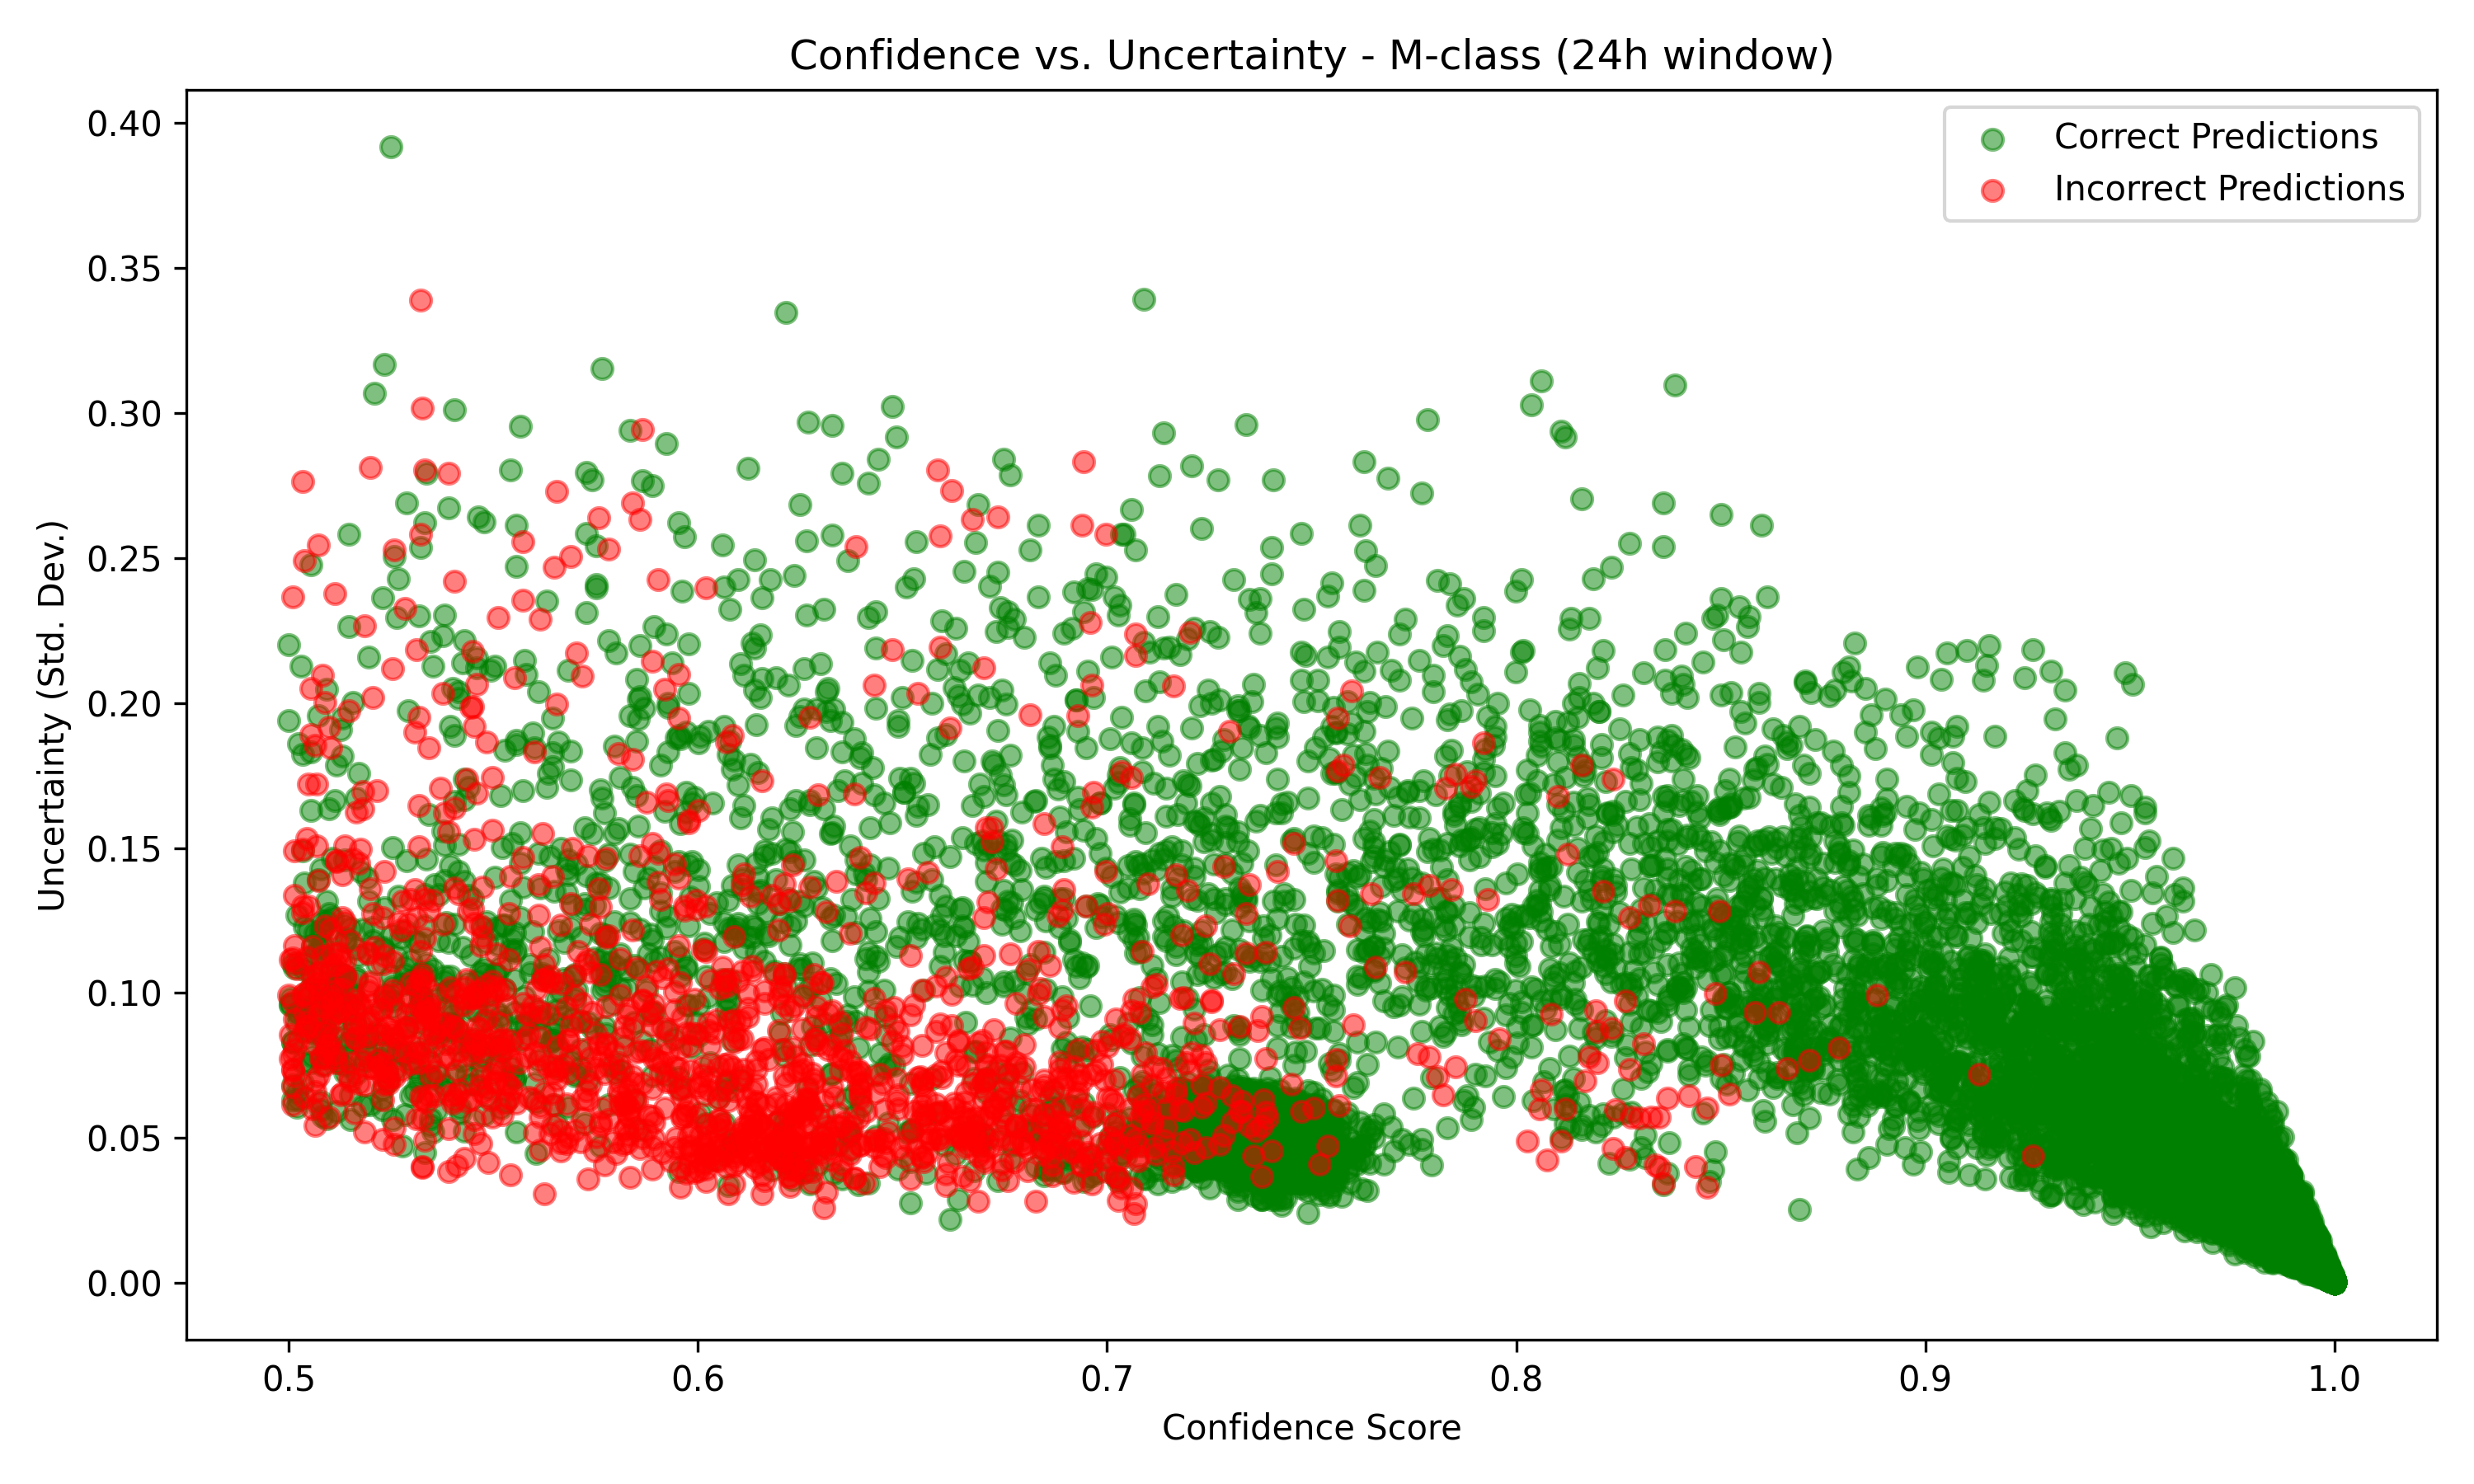 Confidence vs. Uncertainty - M-class (24h window)
Correct Predictions
Incorrect Predictions
0.40
0.35
0.30
0.25
0.20
0.15
0.10
0.05
0.00
Uncertainty (Std. Dev.)
0.5 0.6 0.7 0.8 0.9 1.0
Confidence Score